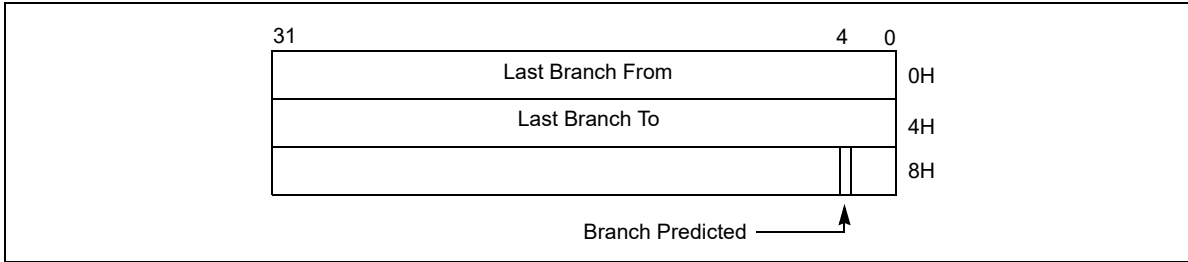 31 4 0
Last Branch From 0H
Last Branch To 4H
8H
Branch Predicted